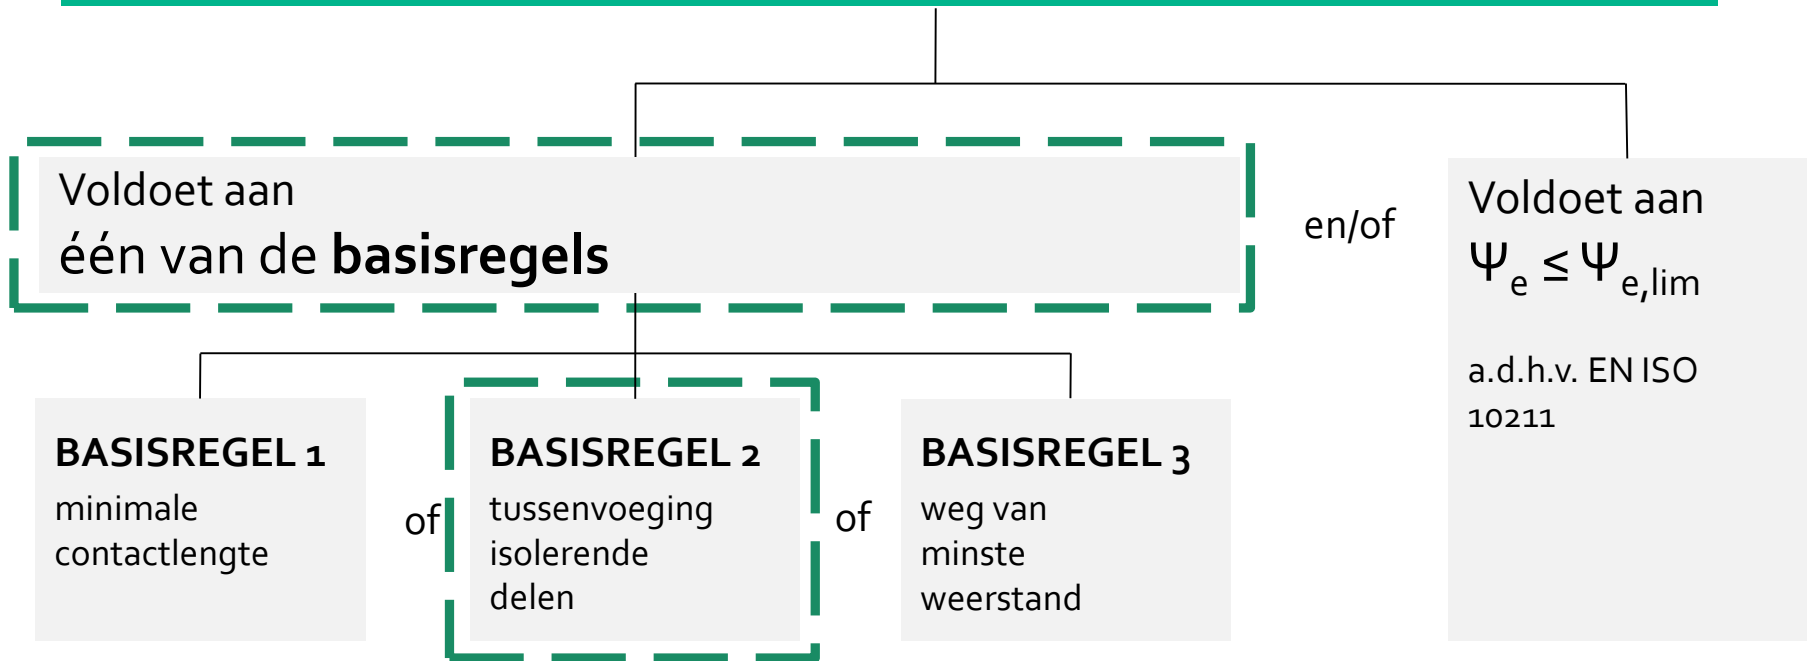 Voldoet aan
één van de basisregels
en/of
Voldoet aan
Ψe ≤ Ψe,lim
a.d.h.v. EN ISO
10211
BASISREGEL 1
minimale
contactlengte
of
BASISREGEL 2
tussenvoeging
isolerende
delen
of
BASISREGEL 3
weg van
minste
weerstand